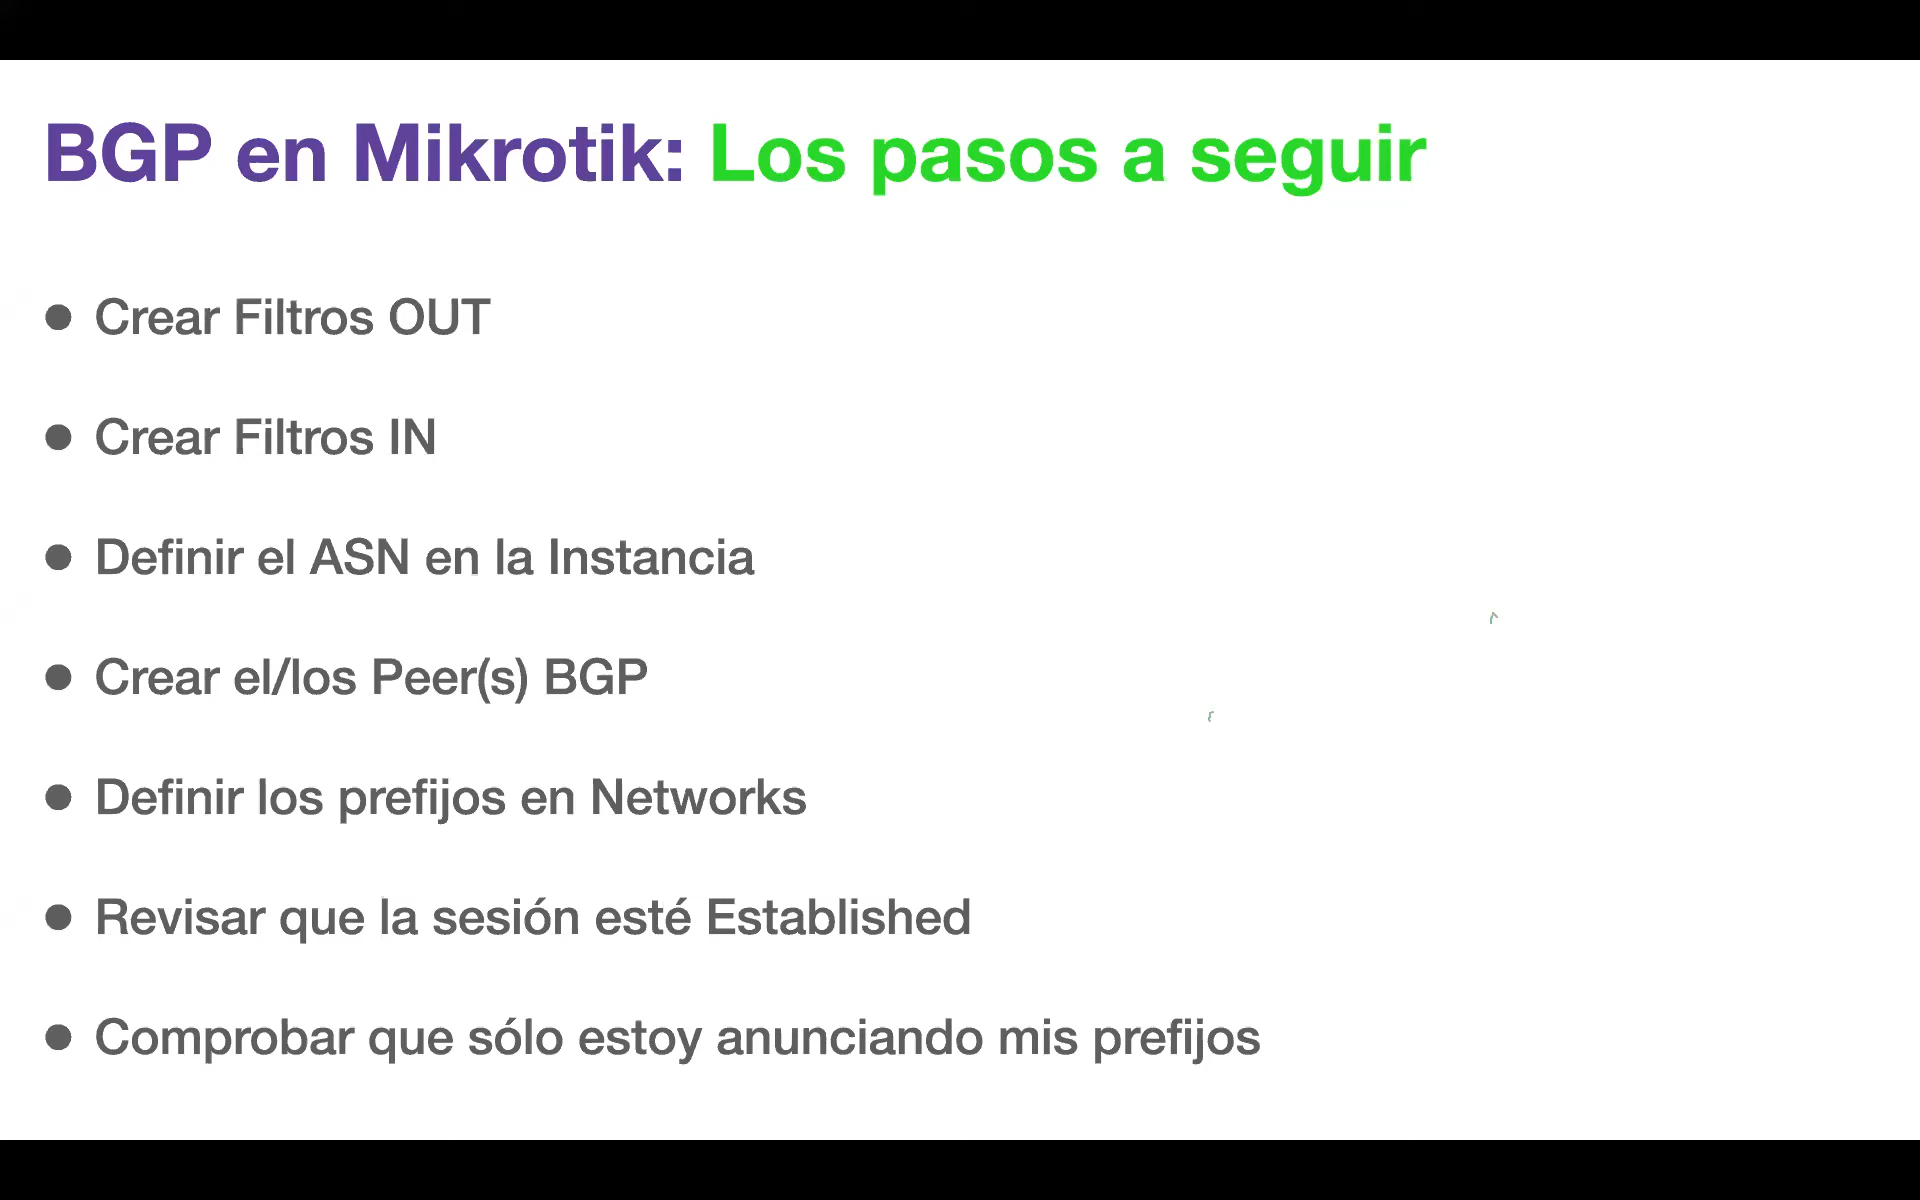 BGP en Mikrotik: Los pasos a seguir
● Crear Filtros OUT
● Crear Filtros IN
● Definir el ASN en la Instancia
● Crear el/los Peer(s) BGP
● Definir los prefijos en Networks
● Revisar que la sesión esté Established
● Comprobar que sólo estoy anunciando mis prefijos